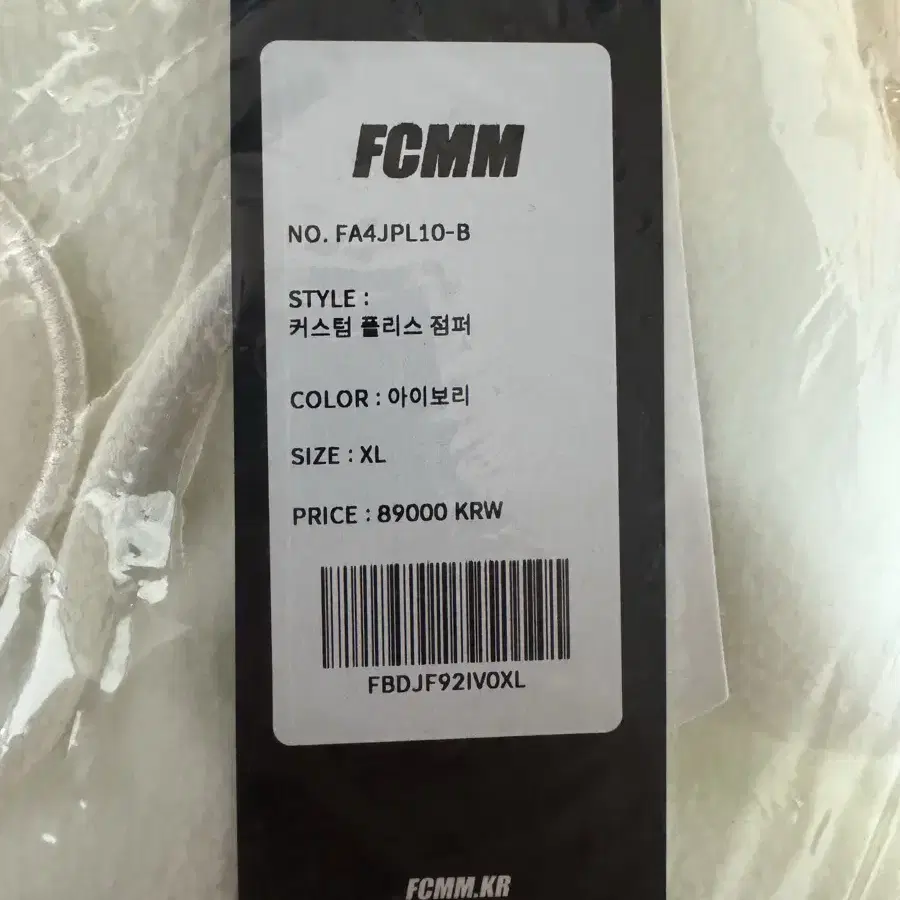 FCMM
NO. FA4JPL10-B
STYLE :
커스텀 플리스 점퍼
COLOR : 아이보리
SIZE : XL
PRICE : 89000 KRW
FBDJF92IV0XL
FCMM.KR